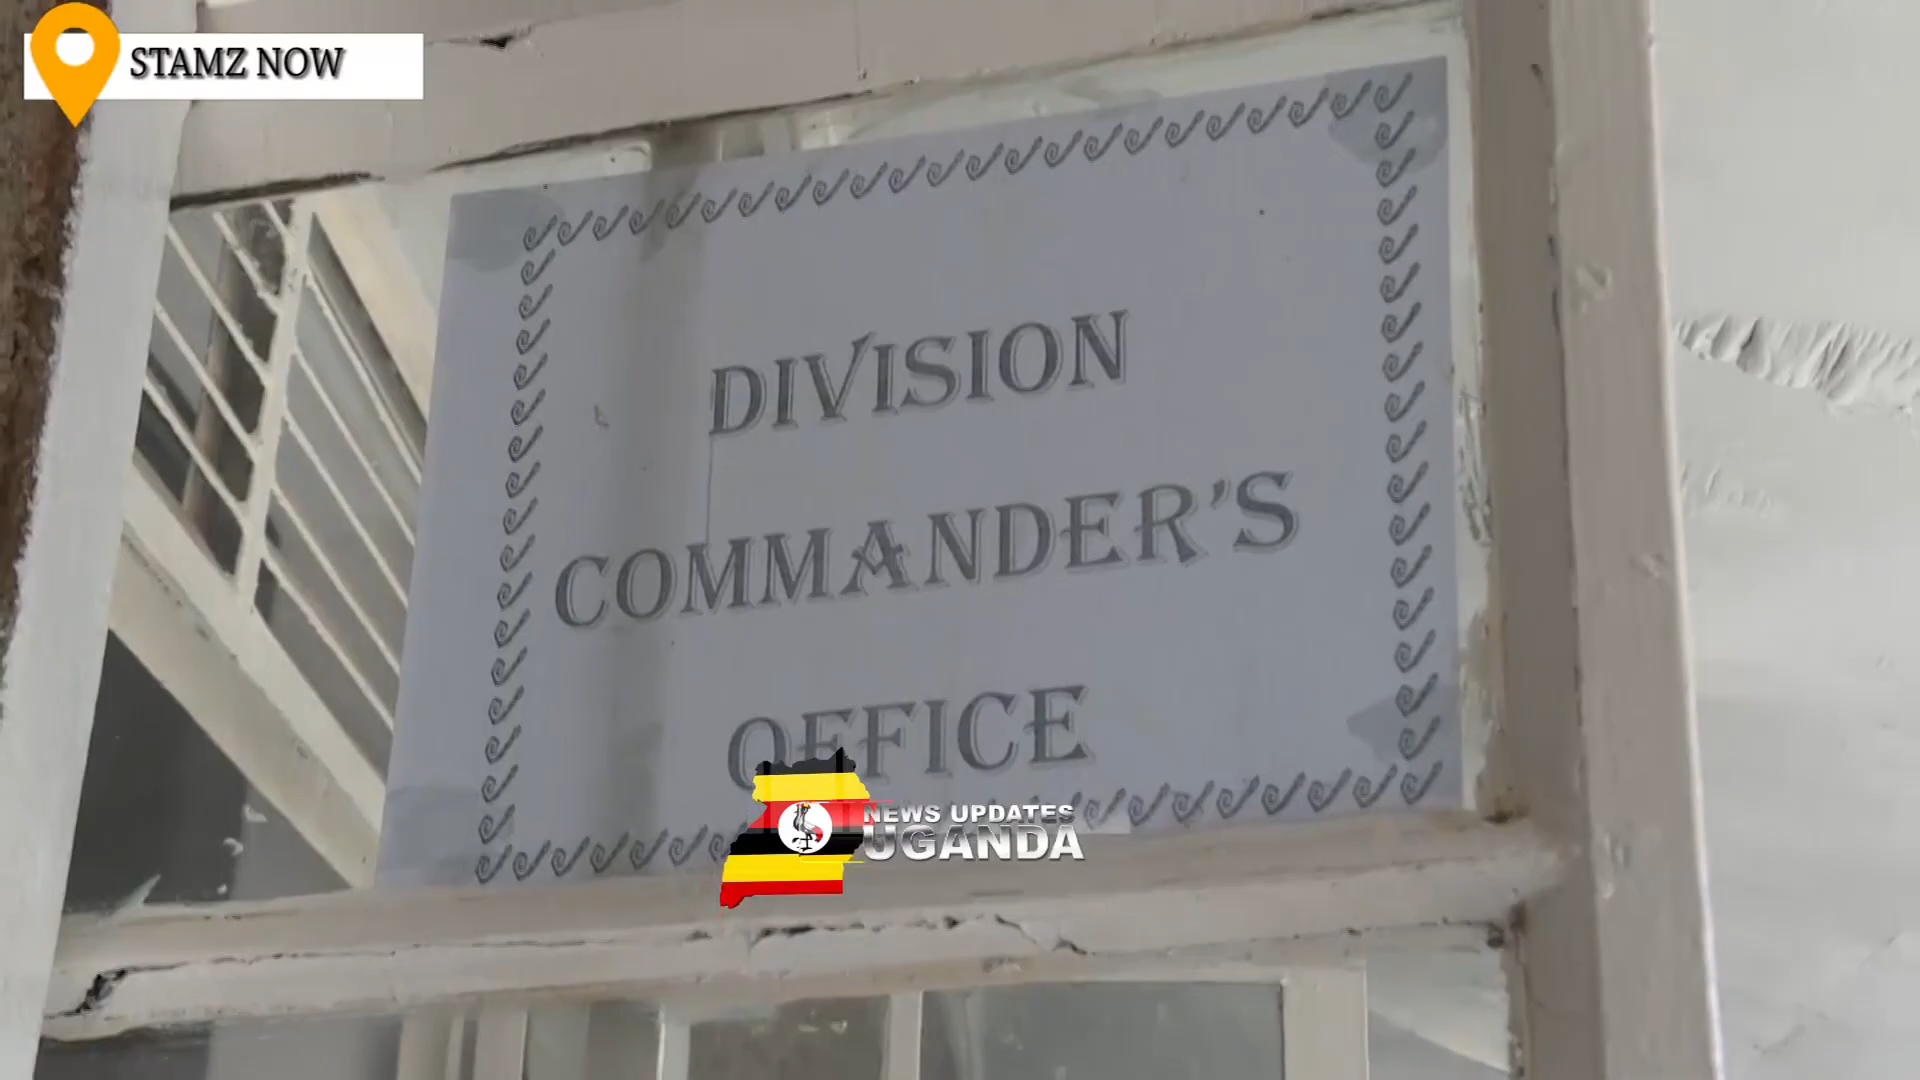 STAMZ NOW
DIVISION
COMMANDER'S
OFFICE
NEWS UPDATES
UGANDA